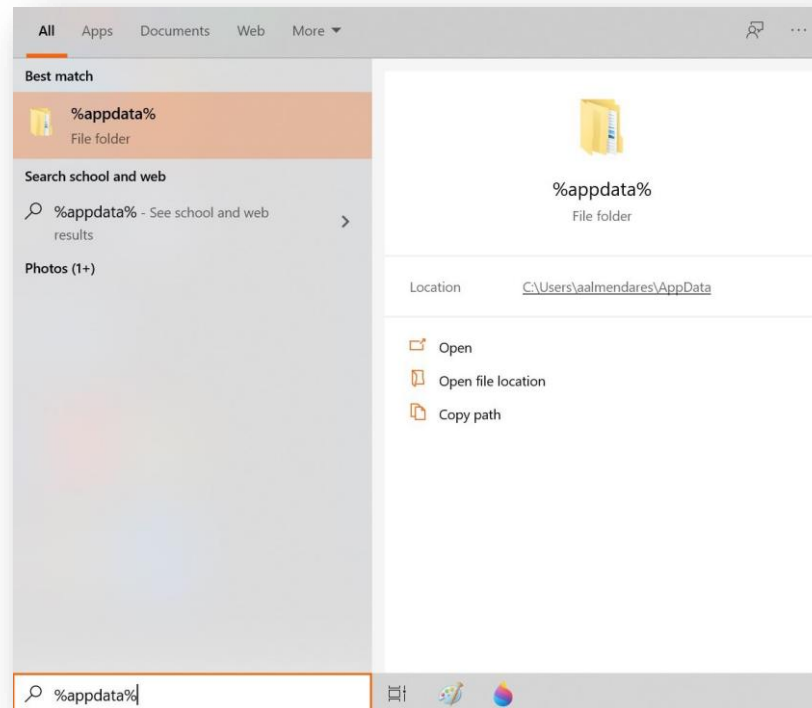 All Apps Documents Web More
Best match
%appdata%
File folder
Search school and web
%appdata% - See school and web
results
Photos (1+)
%appdata%
File folder
Location C:\Users\aalmendares\AppData
Open
Open file location
Copy path
%appdata%